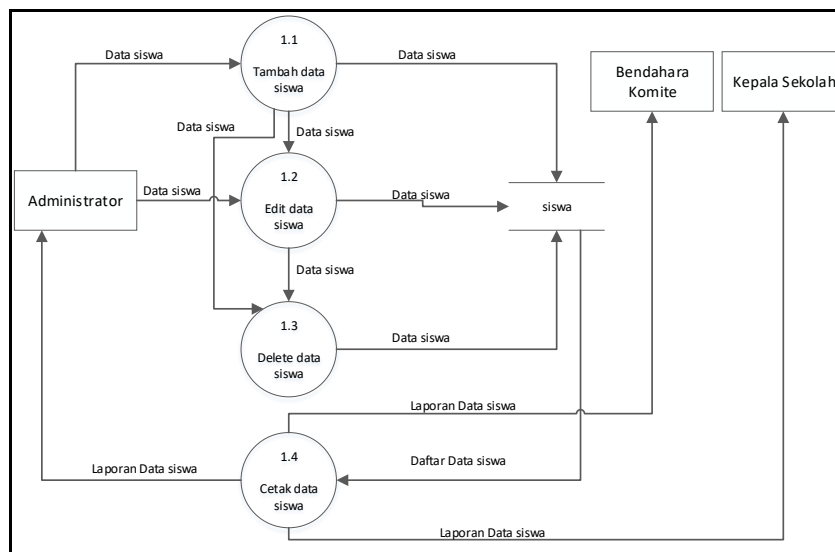 1.1
Tambah data
siswa
Data siswa
Data siswa
Bendahara
Komite
Kepala Sekolah
Data siswa
Data siswa
Administrator
Data siswa
1.2
Edit data
siswa
Data siswa
siswa
Data siswa
1.3
Delete data
siswa
Data siswa
Laporan Data siswa
1.4
Cetak data
siswa
Laporan Data siswa
Daftar Data siswa
Laporan Data siswa